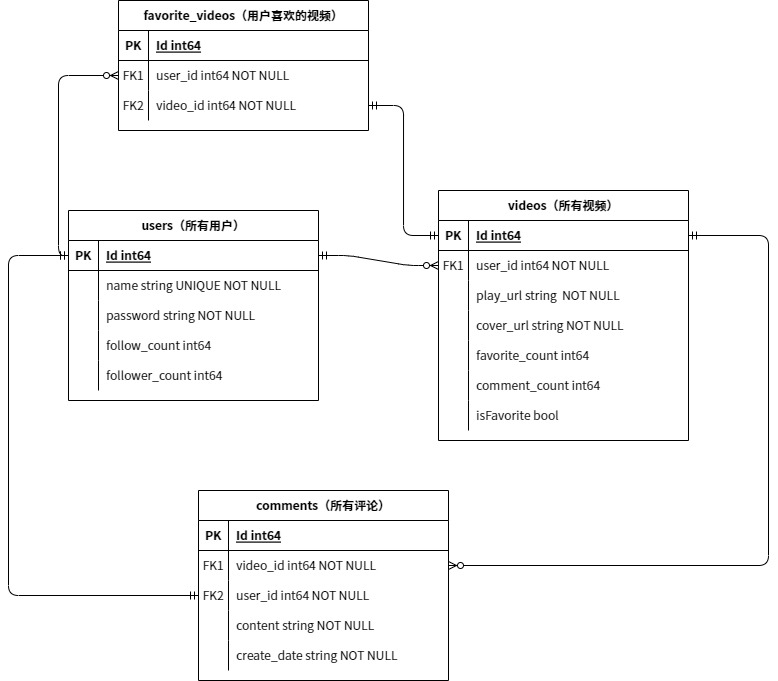 favorite_videos（用户喜欢的视频）
PK Id int64
FK1 user_id int64 NOT NULL
FK2 video_id int64 NOT NULL
users（所有用户）
PK Id int64
name string UNIQUE NOT NULL
password string NOT NULL
follow_count int64
follower_count int64
videos（所有视频）
PK Id int64
FK1 user_id int64 NOT NULL
play_url string  NOT NULL
cover_url string NOT NULL
favorite_count int64
comment_count int64
isFavorite bool
comments（所有评论）
PK Id int64
FK1 video_id int64 NOT NULL
FK2 user_id int64 NOT NULL
content string NOT NULL
create_date string NOT NULL